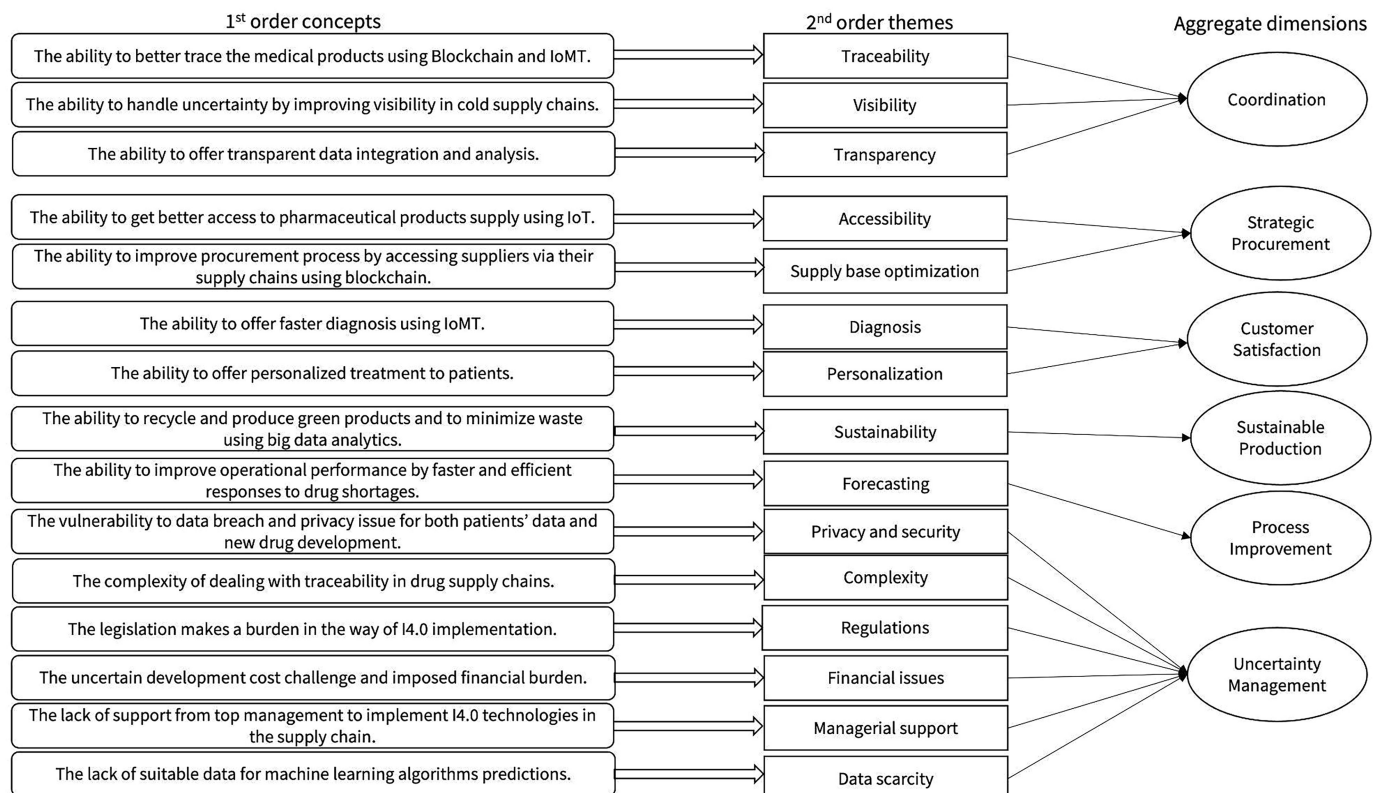 1st order concepts
2nd order themes
Aggregate dimensions
The ability to better trace the medical products using Blockchain and IoMT.
Traceability
The ability to handle uncertainty by improving visibility in cold supply chains.
Visibility
The ability to offer transparent data integration and analysis.
Transparency
Coordination
The ability to get better access to pharmaceutical products supply using IoT.
Accessibility
The ability to improve procurement process by accessing suppliers via their
supply chains using blockchain.
Supply base optimization
Strategic
Procurement
The ability to offer faster diagnosis using IoMT.
Diagnosis
The ability to offer personalized treatment to patients.
Personalization
Customer
Satisfaction
The ability to recycle and produce green products and to minimize waste
using big data analytics.
Sustainability
Sustainable
Production
The ability to improve operational performance by faster and efficient
responses to drug shortages.
Forecasting
Process
Improvement
The vulnerability to data breach and privacy issue for both patients’ data and
new drug development.
Privacy and security
The complexity of dealing with traceability in drug supply chains.
Complexity
The legislation makes a burden in the way of I4.0 implementation.
Regulations
The uncertain development cost challenge and imposed financial burden.
Financial issues
The lack of support from top management to implement I4.0 technologies in
the supply chain.
Managerial support
The lack of suitable data for machine learning algorithms predictions.
Data scarcity
Uncertainty
Management